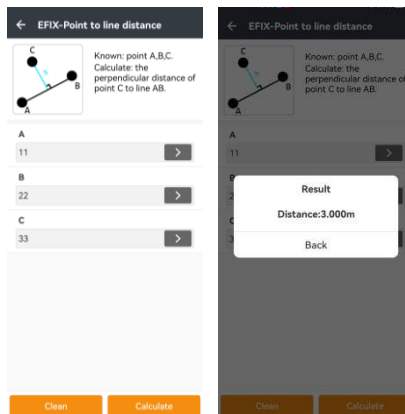 ← EFIX-Point to line distance
C
B
A
Known: point A,B,C.
Calculate: the
perpendicular distance of
point C to line AB.
A
11
B
22
C
33
Clean
Calculate
← EFIX-Point to line distance
C
B
A
Known: point A,B,C.
Calculate: the
perpendicular distance of
point C to line AB.
A
11
Result
Distance:3.000m
Back
Clean
Calculate